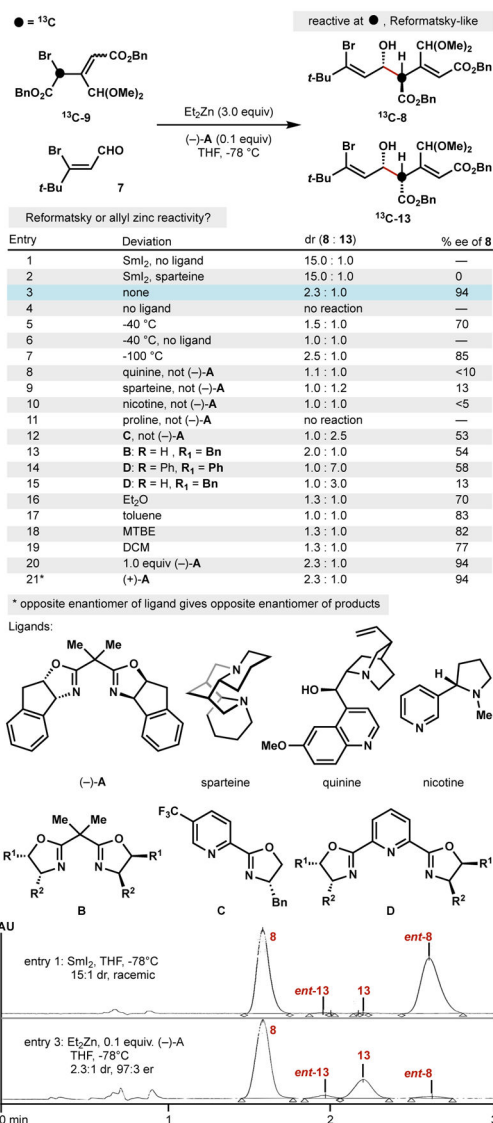 ● = ¹³C
reactive at ● , Reformatsky-like
Br
CO₂Bn
BnO₂C
CH(OMe)₂
¹³C-9
Br
CHO
t-Bu
7
Et₂Zn (3.0 equiv)
(–)-A (0.1 equiv)
THF, -78 °C
Br OH H CH(OMe)₂
t-Bu
CO₂Bn
CO₂Bn
¹³C-8
Br OH H CH(OMe)₂
t-Bu
CO₂Bn
CO₂Bn
¹³C-13
Reformatsky or allyl zinc reactivity?
Entry Deviation dr (8 : 13) % ee of 8
1 SmI₂, no ligand 15.0 : 1.0 —
2 SmI₂, sparteine 15.0 : 1.0 0
3 none 2.3 : 1.0 94
4 no ligand no reaction —
5 -40 °C 1.5 : 1.0 70
6 -40 °C, no ligand 1.0 : 1.0 —
7 -100 °C 2.5 : 1.0 85
8 quinine, not (–)-A 1.1 : 1.0 <10
9 sparteine, not (–)-A 1.0 : 1.2 13
10 nicotine, not (–)-A 1.0 : 1.0 <5
11 proline, not (–)-A no reaction —
12 C, not (–)-A 1.0 : 2.5 53
13 B: R = H , R₁ = Bn 2.0 : 1.0 54
14 D: R = Ph, R₁ = Ph 1.0 : 7.0 58
15 D: R = H, R₁ = Bn 1.0 : 3.0 13
16 Et₂O 1.3 : 1.0 70
17 toluene 1.0 : 1.0 83
18 MTBE 1.3 : 1.0 82
19 DCM 1.3 : 1.0 77
20 1.0 equiv (–)-A 2.3 : 1.0 94
21* (+)-A 2.3 : 1.0 94
* opposite enantiomer of ligand gives opposite enantiomer of products
Ligands:
Me Me
O O
N N
(–)-A
N
N
sparteine
N
HO
MeO
N
quinine
H
N
Me
N
nicotine
Me Me
R¹ O O R¹
N N
R² R²
B
F₃C
N
O
N
Bn
C
R¹ O N O R¹
N N
R² R²
D
AU
entry 1: SmI₂, THF, -78°C
15:1 dr, racemic
8
ent-13
13
ent-8
entry 3: Et₂Zn, 0.1 equiv. (–)-A
THF, -78°C
2.3:1 dr, 97:3 er
8
ent-13
13
ent-8
0 min 1 2 3